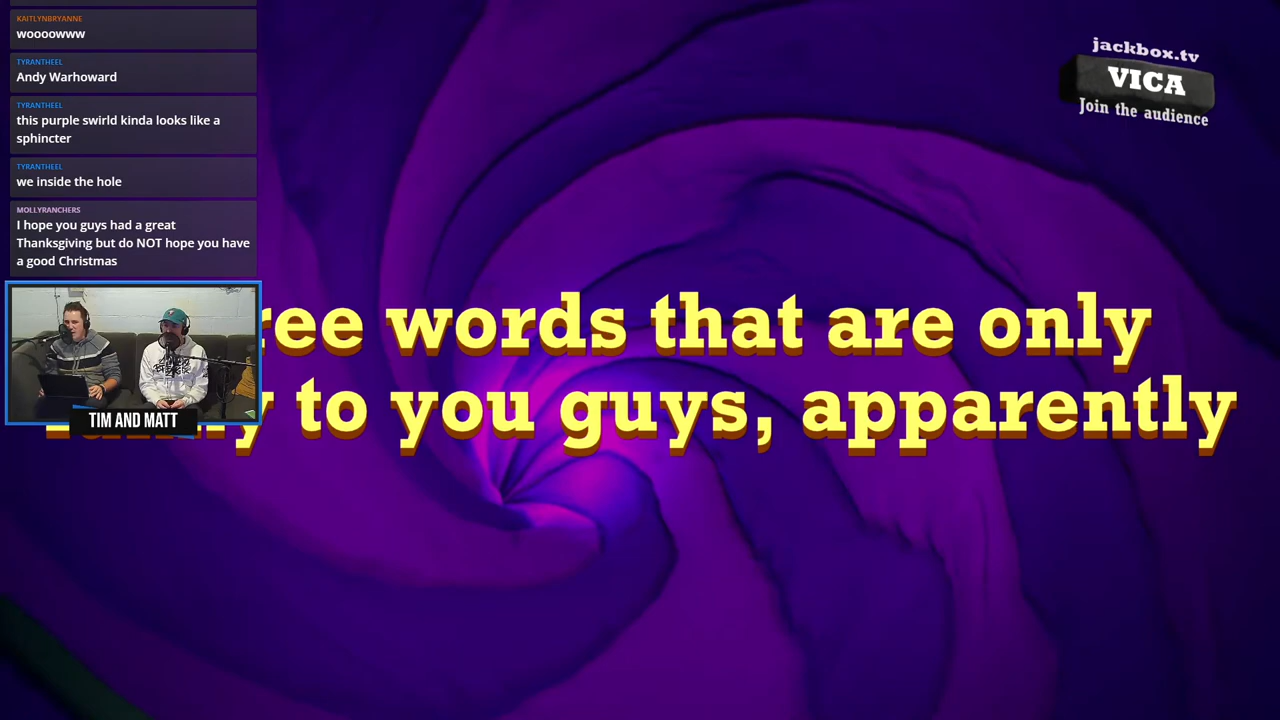 KAITLYNBRYANNE
woooowww
TYRANTHEEL
Andy Warhoward
TYRANTHEEL
this purple swirld kinda looks like a
sphincter
TYRANTHEEL
we inside the hole
MOLLYRANCHERS
I hope you guys had a great
Thanksgiving but do NOT hope you have
a good Christmas
TIM AND MATT
jackbox.tv
VICA
Join the audience
words that are only
to you guys, apparently